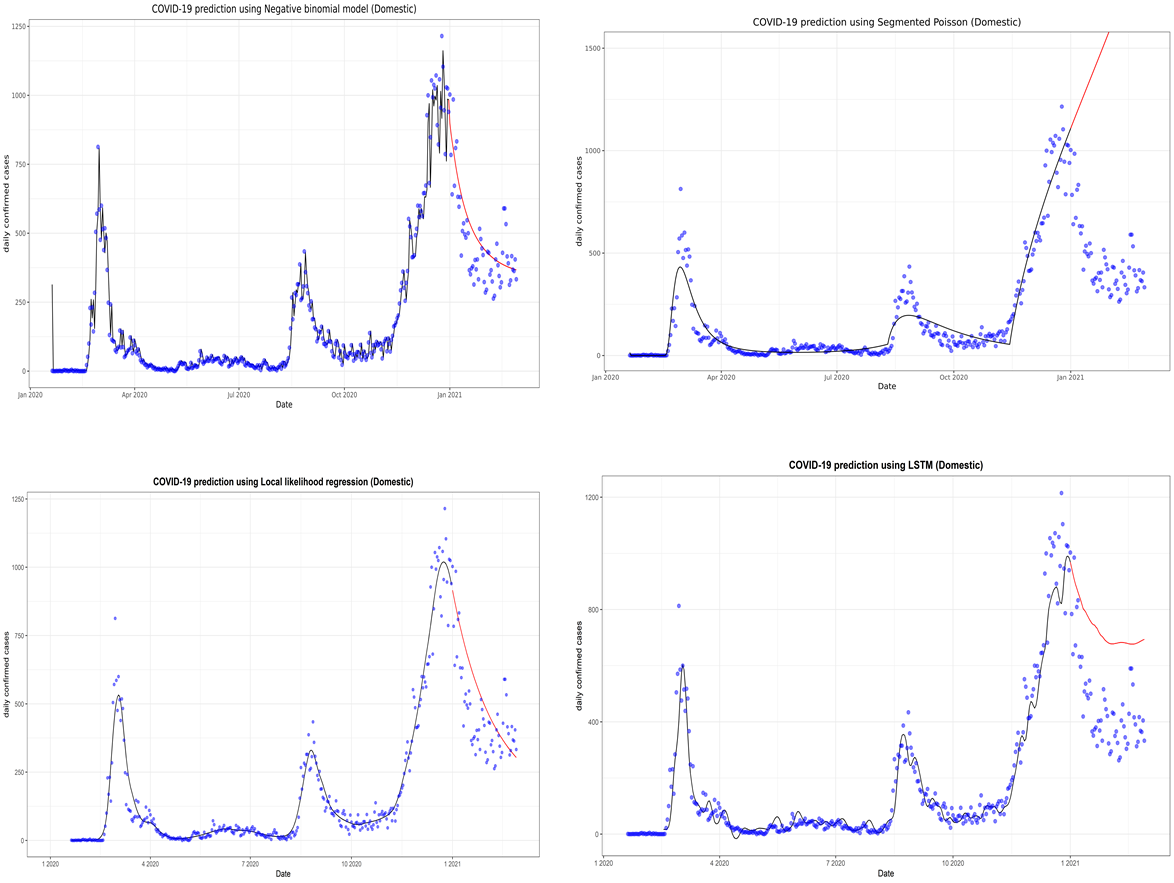 COVID-19 prediction using Negative binomial model (Domestic)
1250
1000
750
500
250
0
daily confirmed cases
Jan 2020 Apr 2020 Jul 2020 Oct 2020 Jan 2021
Date
COVID-19 prediction using Segmented Poisson (Domestic)
1500
1000
500
0
daily confirmed cases
Jan 2020 Apr 2020 Jul 2020 Oct 2020 Jan 2021
Date
COVID-19 prediction using Local likelihood regression (Domestic)
1250
1000
750
500
250
0
daily confirmed cases
1 2020 4 2020 7 2020 10 2020 1 2021
Date
COVID-19 prediction using LSTM (Domestic)
1200
800
400
0
daily confirmed cases
1 2020 4 2020 7 2020 10 2020 1 2021
Date